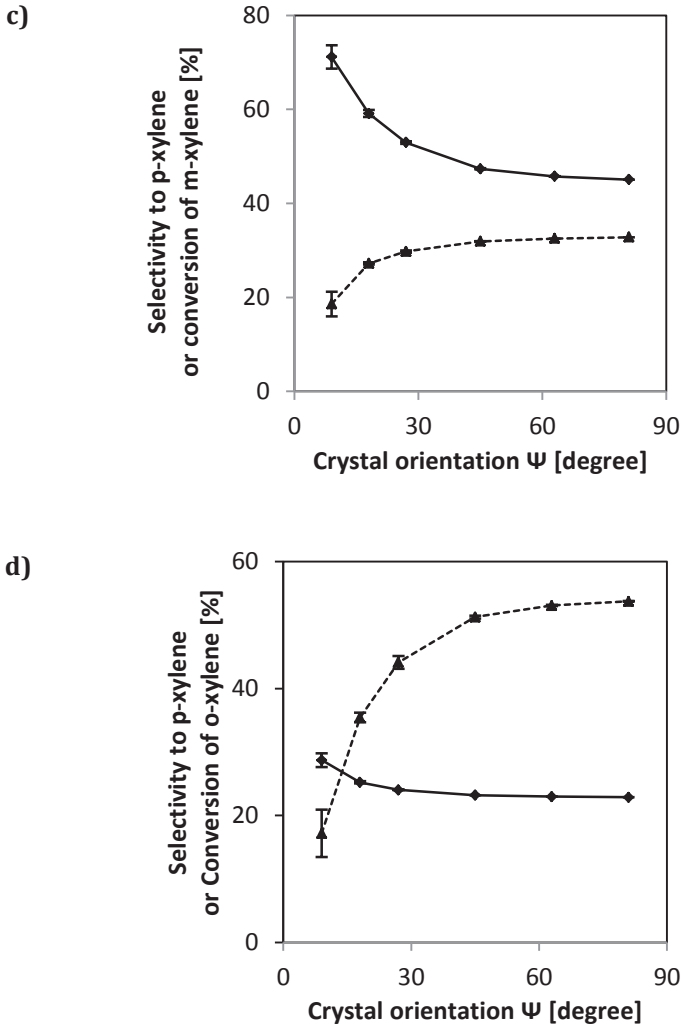 c)
Selectivity to p-xylene
or conversion of m-xylene [%]
80
60
40
20
0
0 30 60 90
Crystal orientation Ψ [degree]
d)
Selectivity to p-xylene
or Conversion of o-xylene [%]
60
40
20
0
0 30 60 90
Crystal orientation Ψ [degree]